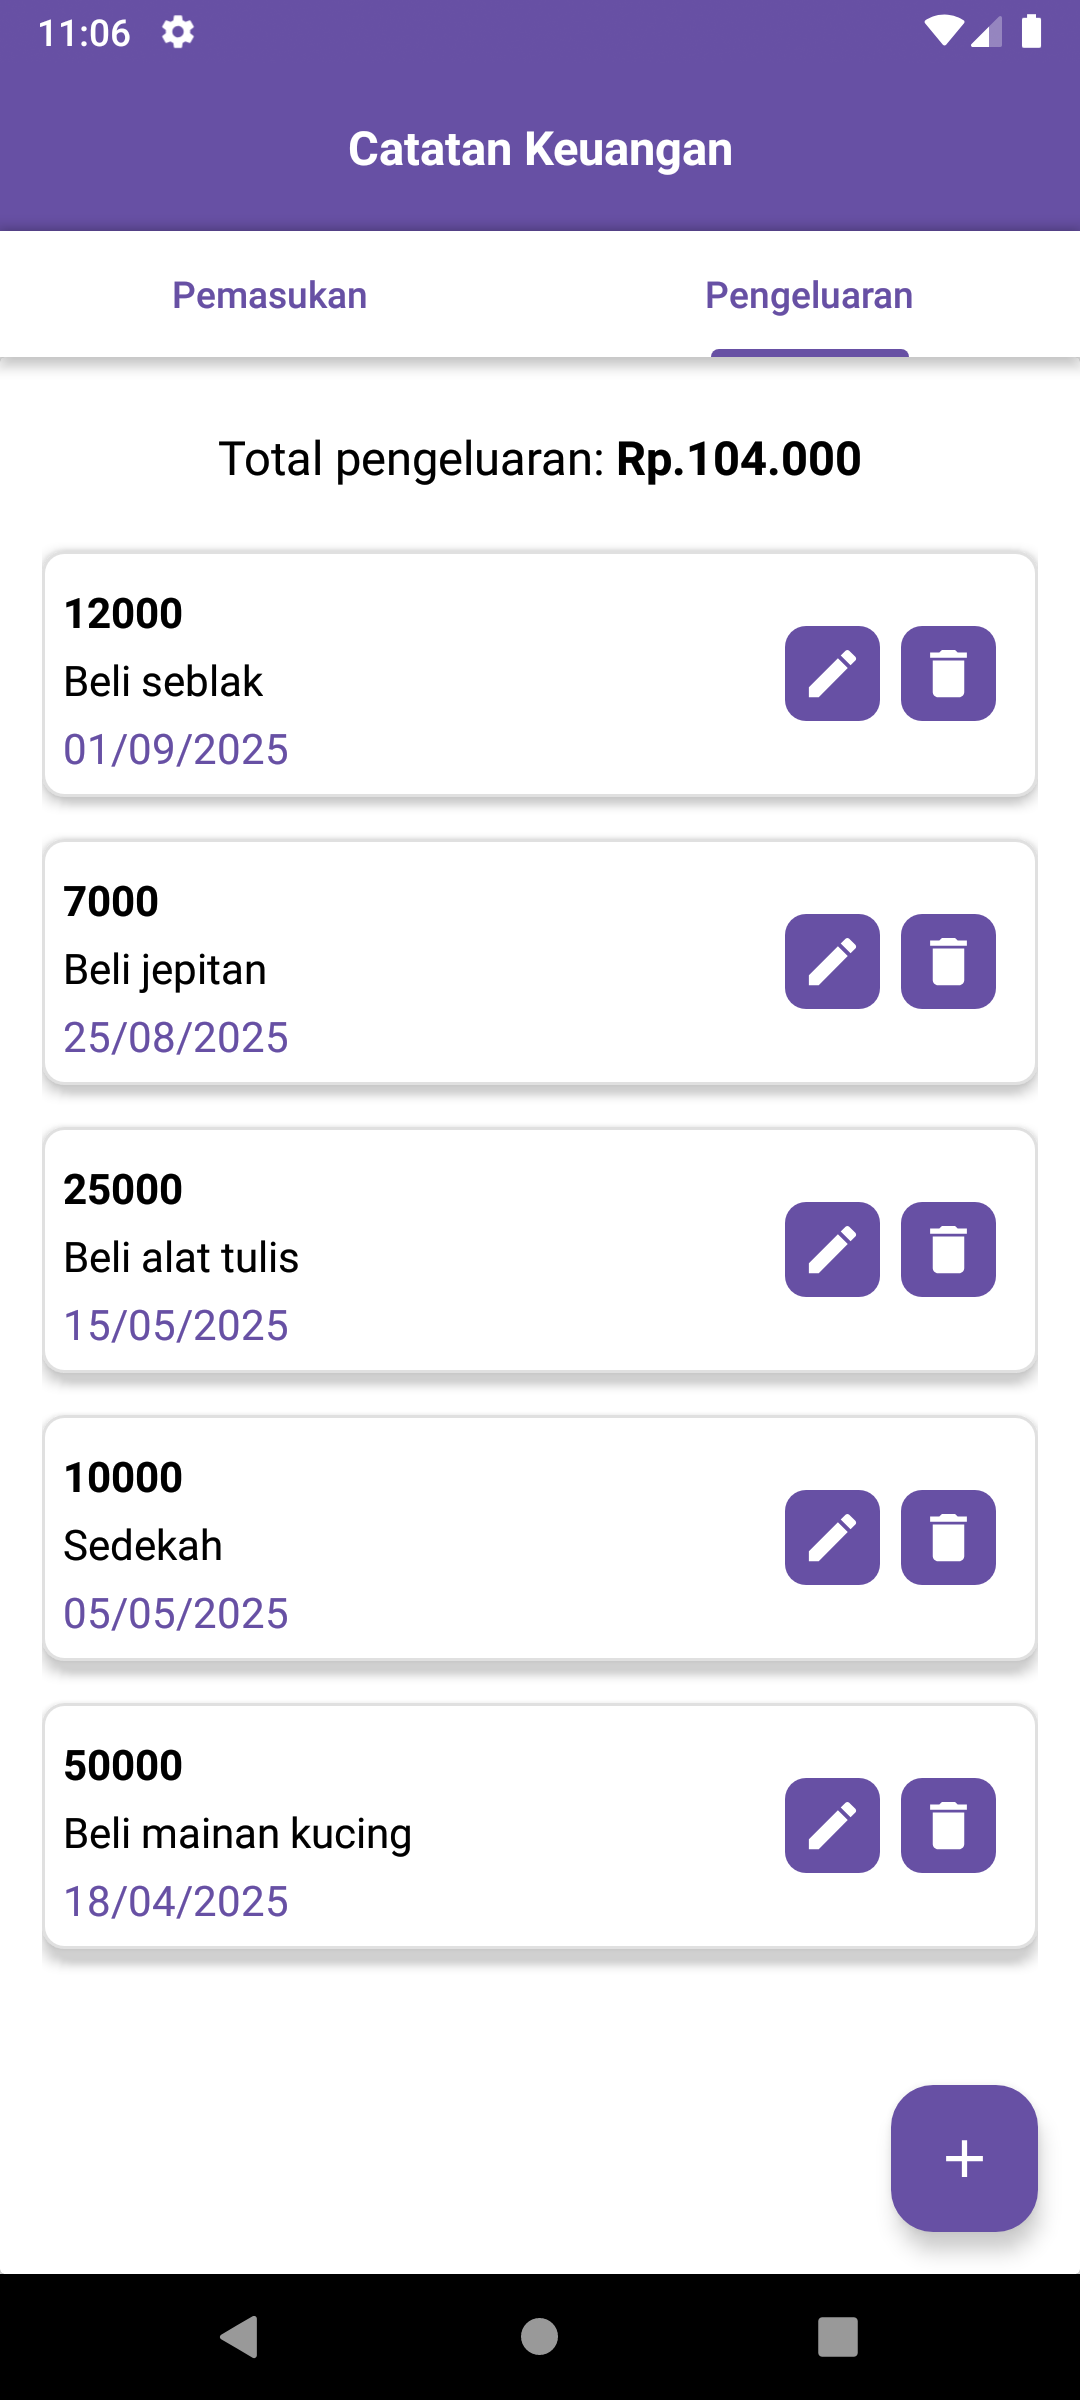 11:06
Catatan Keuangan
Pemasukan
Pengeluaran
Total pengeluaran: Rp.104.000
12000
Beli seblak
01/09/2025
7000
Beli jepitan
25/08/2025
25000
Beli alat tulis
15/05/2025
10000
Sedekah
05/05/2025
50000
Beli mainan kucing
18/04/2025